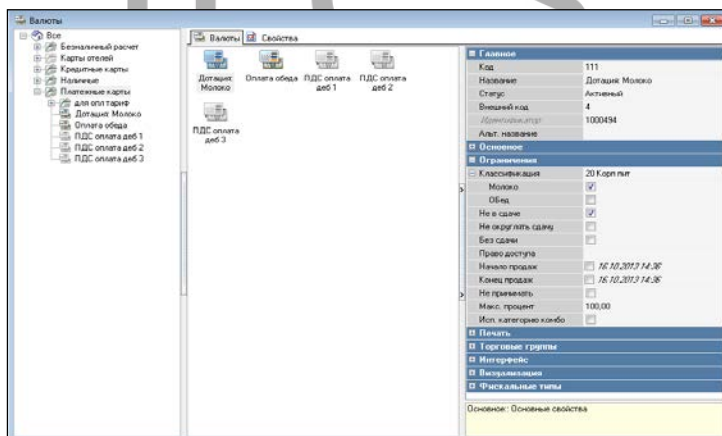 Валюты
Все
Безналичный расчет
Карты отелей
Кредитные карты
Наличные
Платежные карты
для опл тариф
Дотация: Молоко
Оплата обеда
ПДС оплата деб 1
ПДС оплата деб 2
ПДС оплата деб 3
Валюты Свойства
Дотация: Молоко
Оплата обеда
ПДС оплата деб 1
ПДС оплата деб 2
ПДС оплата деб 3
Главное
Код 111
Название Дотация: Молоко
Статус Активный
Внешний код 4
Идентификатор 1000494
Альт. название
Основное
Ограничения
Классификация 20 Корп пит
Молоко
Обед
Не в сдаче
Не округлять сдачу
Без сдачи
Право доступа
Начало продаж 16.10.2013 14:36
Конец продаж 16.10.2013 14:36
Не принимать
Макс. процент 100,00
Исп. категорию комбо
Печать
Торговые группы
Интерфейс
Визуализация
Фискальные типы
Основное:: Основные свойства